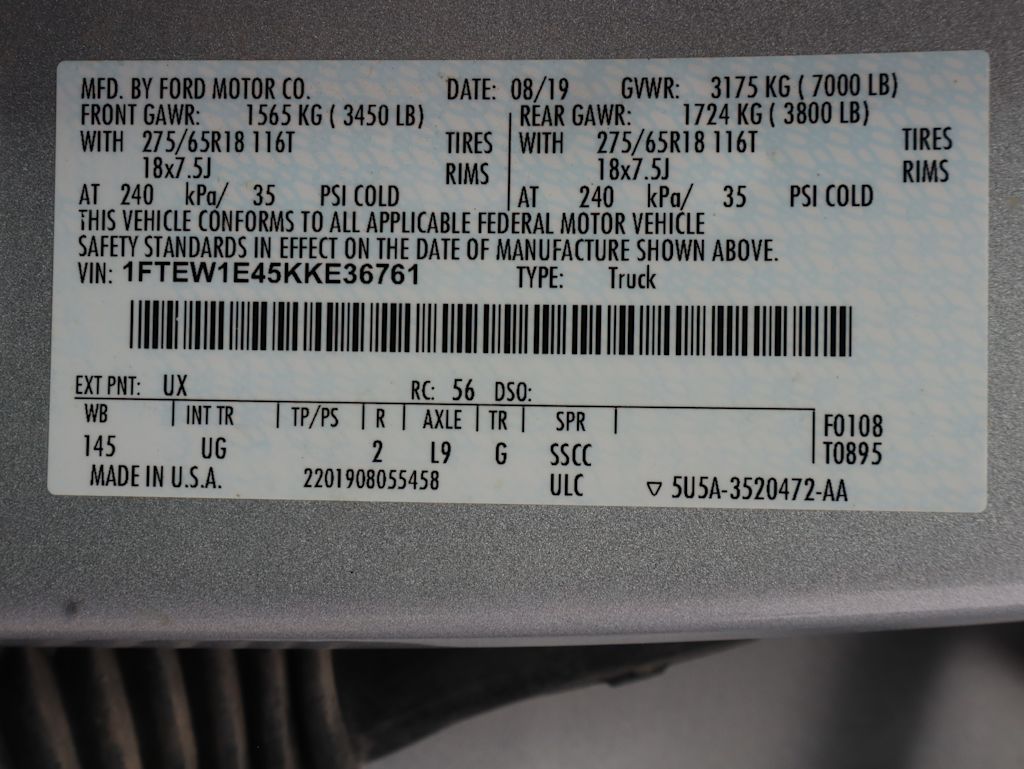 MFD. BY FORD MOTOR CO. DATE: 08/19 GVWR: 3175 KG ( 7000 LB)
FRONT GAWR: 1565 KG ( 3450 LB) REAR GAWR: 1724 KG ( 3800 LB)
WITH 275/65R18 116T TIRES WITH 275/65R18 116T TIRES
18x7.5J RIMS 18x7.5J RIMS
AT 240 kPa/ 35 PSI COLD AT 240 kPa/ 35 PSI COLD
THIS VEHICLE CONFORMS TO ALL APPLICABLE FEDERAL MOTOR VEHICLE
SAFETY STANDARDS IN EFFECT ON THE DATE OF MANUFACTURE SHOWN ABOVE.
VIN: 1FTEW1E45KKE36761 TYPE: Truck
EXT PNT: UX RC: 56 DSO:
WB INT TR TP/PS R AXLE TR SPR F0108
145 UG 2 L9 G SSCC T0895
MADE IN U.S.A. 2201908055458 ULC ▽ 5U5A-3520472-AA